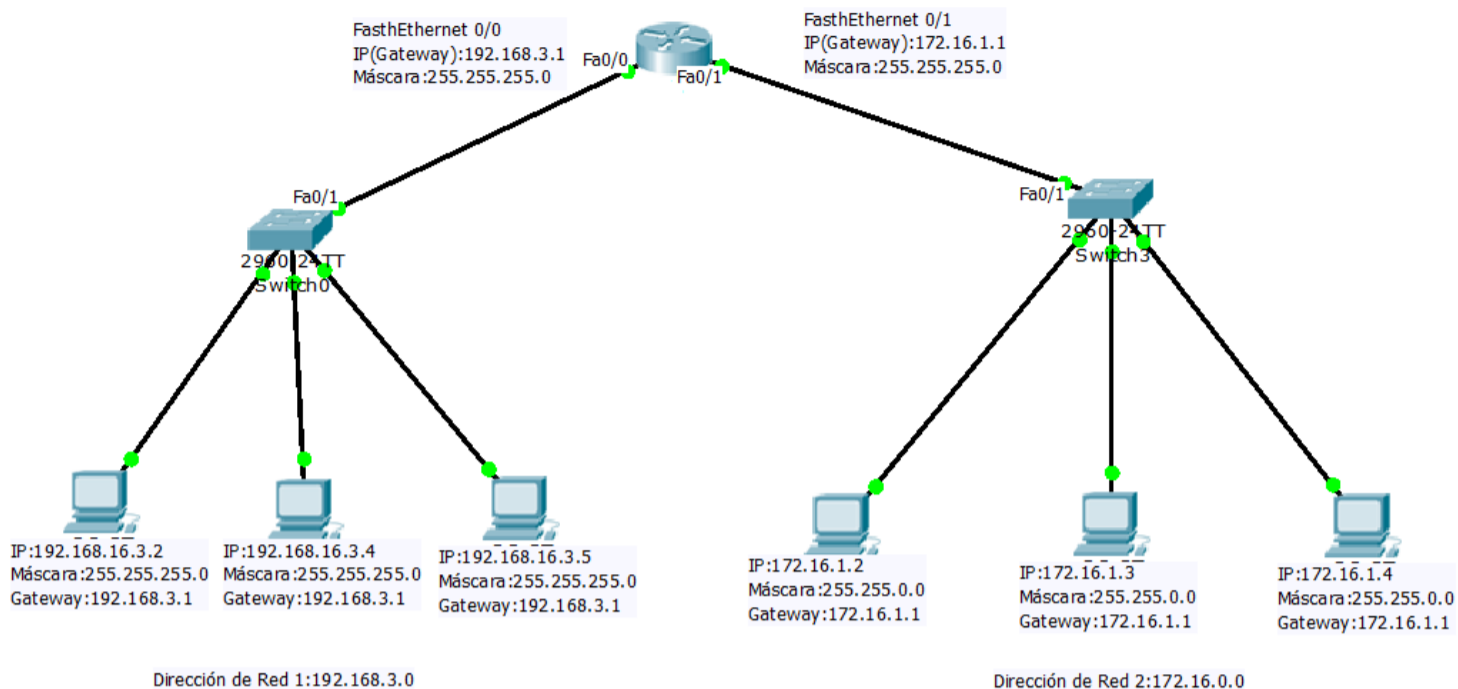 FasthEthernet 0/0
IP(Gateway):192.168.3.1
Máscara:255.255.255.0
FasthEthernet 0/1
IP(Gateway):172.16.1.1
Máscara:255.255.255.0
Fa0/0
Fa0/1
Fa0/1
2960-24TT
Switch0
Fa0/1
2960-24TT
Switch3
IP:192.168.16.3.2
Máscara:255.255.255.0
Gateway:192.168.3.1
IP:192.168.16.3.4
Máscara:255.255.255.0
Gateway:192.168.3.1
IP:192.168.16.3.5
Máscara:255.255.255.0
Gateway:192.168.3.1
IP:172.16.1.2
Máscara:255.255.0.0
Gateway:172.16.1.1
IP:172.16.1.3
Máscara:255.255.0.0
Gateway:172.16.1.1
IP:172.16.1.4
Máscara:255.255.0.0
Gateway:172.16.1.1
Dirección de Red 1:192.168.3.0
Dirección de Red 2:172.16.0.0